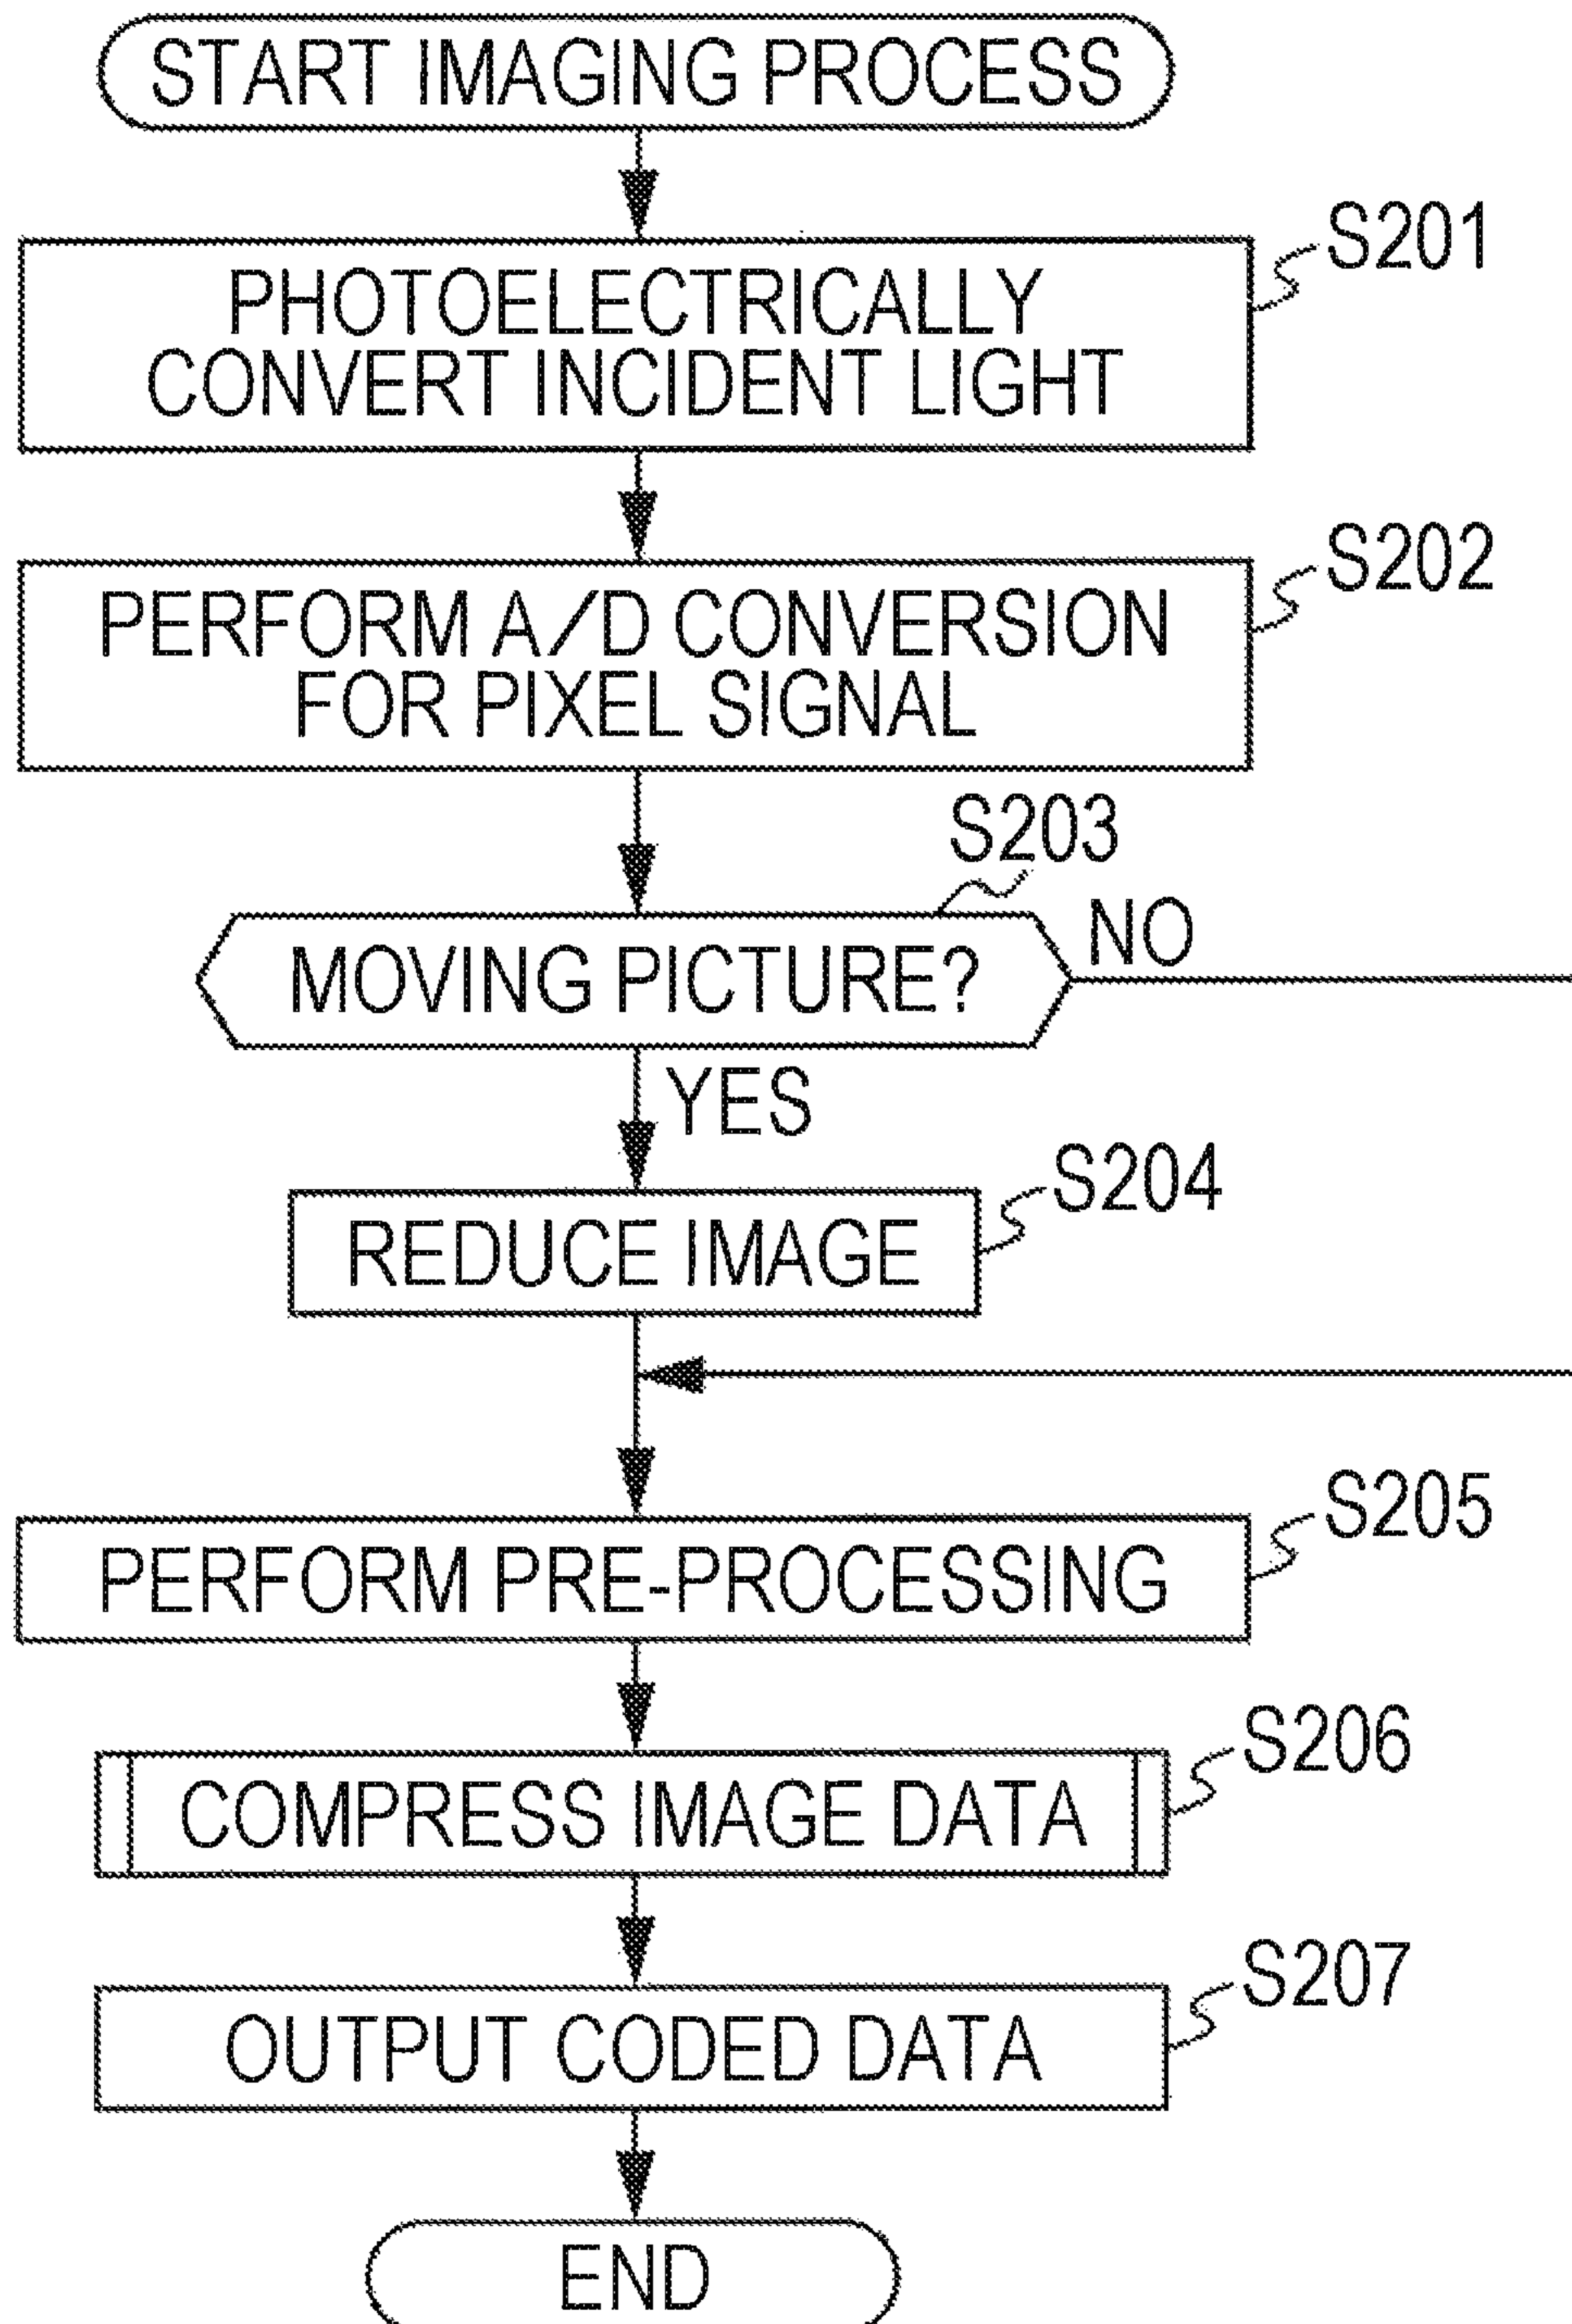 START IMAGING PROCESS
S201
PHOTOELECTRICALLY
CONVERT INCIDENT LIGHT
S202
PERFORM A/D CONVERSION
FOR PIXEL SIGNAL
S203
MOVING PICTURE?
NO
YES
S204
REDUCE IMAGE
S205
PERFORM PRE-PROCESSING
S206
COMPRESS IMAGE DATA
S207
OUTPUT CODED DATA
END